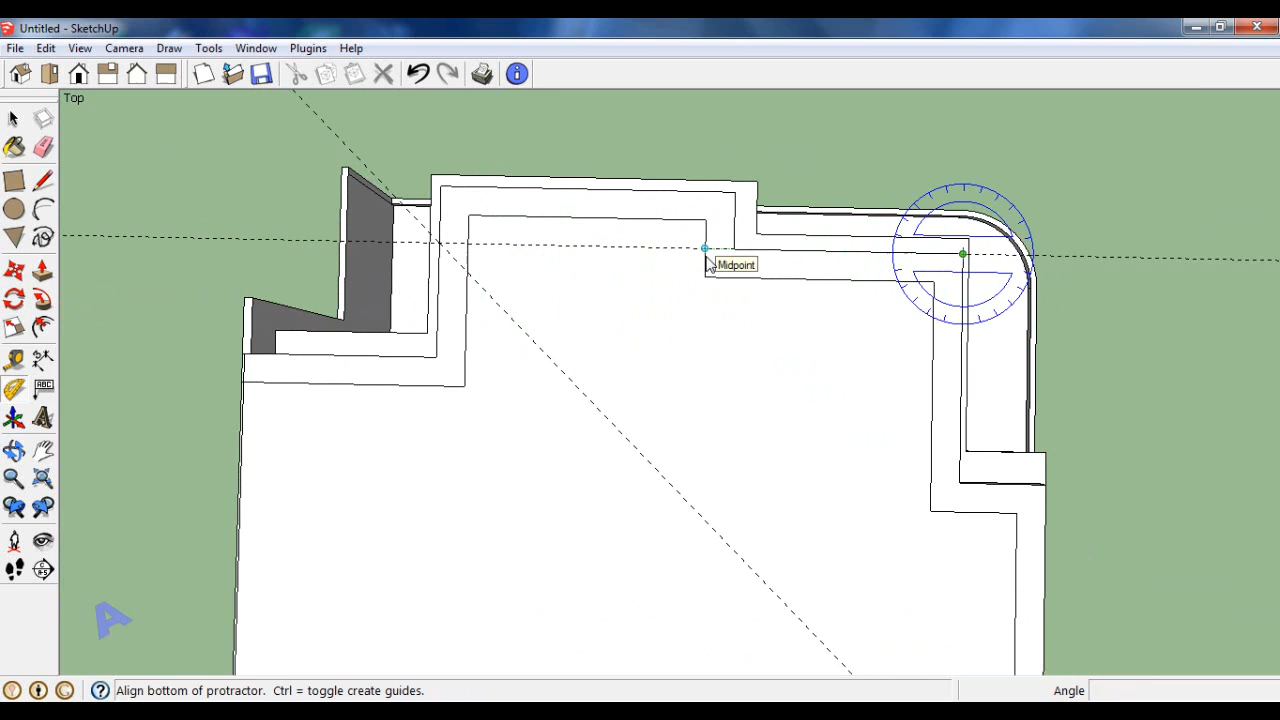 Untitled - SketchUp
File Edit View Camera Draw Tools Window Plugins Help
Top
Midpoint
ABC
A
Align bottom of protractor. Ctrl = toggle create guides.
Angle